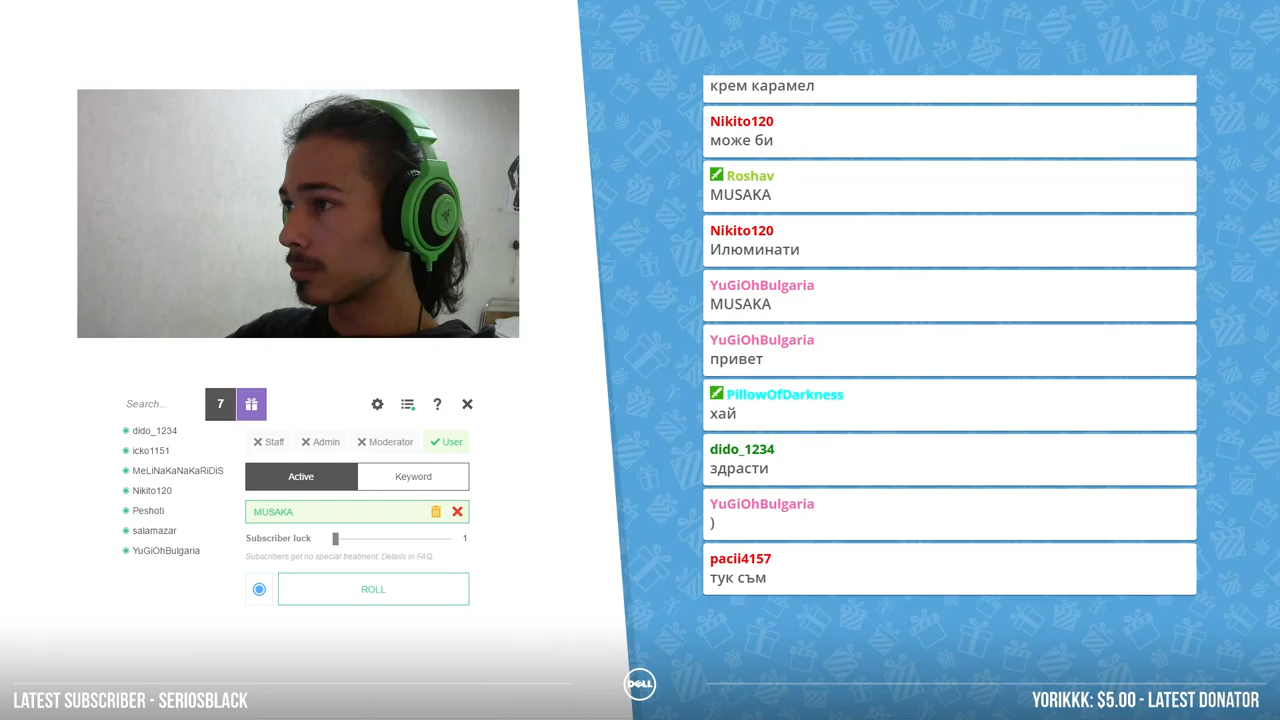 Search...
7
dido_1234
icko1151
MeLiNaKaNaKaRiDiS
Nikito120
Peshoti
salamazar
YuGiOhBulgaria
?
Staff
Admin
Moderator
User
Active
Keyword
MUSAKA
Subscriber luck
1
Subscribers get no special treatment. Details in FAQ.
ROLL
крем карамел
Nikito120
може би
Roshav
MUSAKA
Nikito120
Илюминати
YuGiOhBulgaria
MUSAKA
YuGiOhBulgaria
привет
PillowOfDarkness
хай
dido_1234
здрасти
YuGiOhBulgaria
)
pacii4157
тук съм
LATEST SUBSCRIBER - SERIOSBLACK
DELL
YORIKKK: $5.00 - LATEST DONATOR